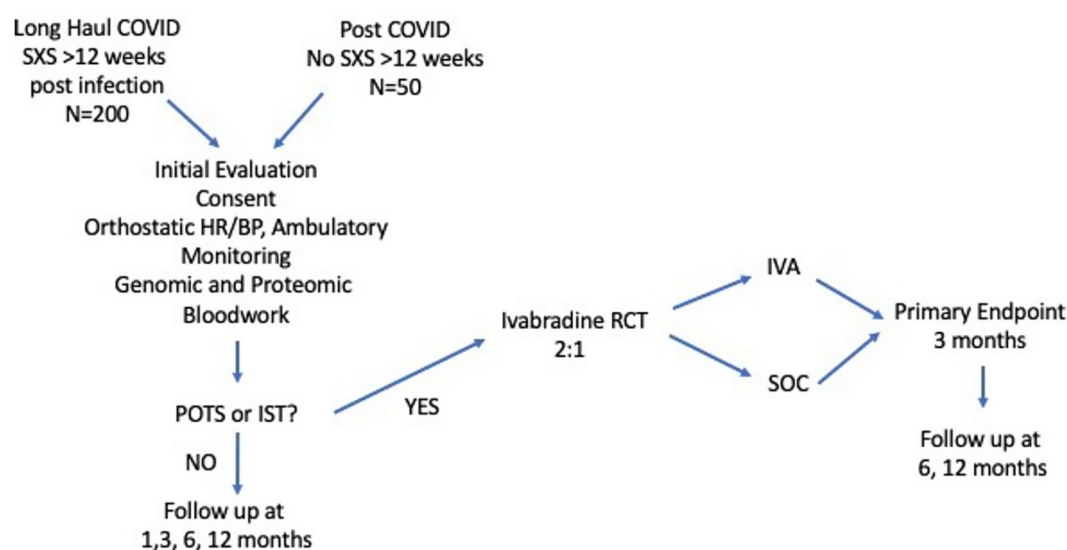 Long Haul COVID
SXS >12 weeks
post infection
N=200
Post COVID
No SXS >12 weeks
N=50
Initial Evaluation
Consent
Orthostatic HR/BP, Ambulatory
Monitoring
Genomic and Proteomic
Bloodwork
POTS or IST?
YES
NO
Follow up at
1,3, 6, 12 months
Ivabradine RCT
2:1
IVA
SOC
Primary Endpoint
3 months
Follow up at
6, 12 months